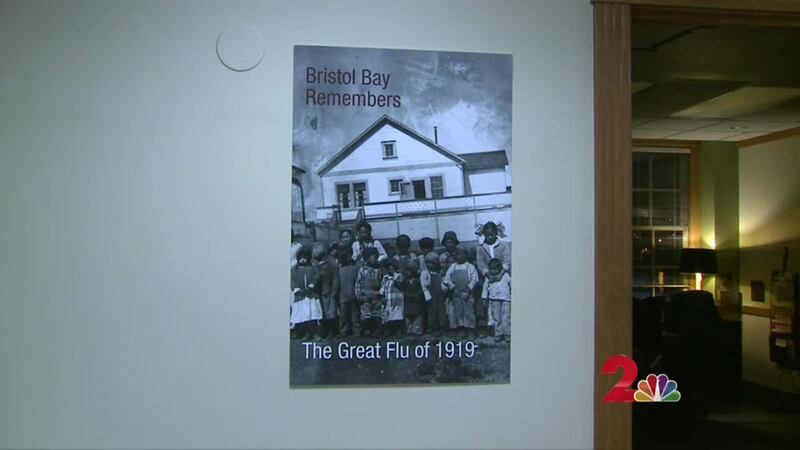 Bristol Bay
Remembers
The Great Flu of 1919
2